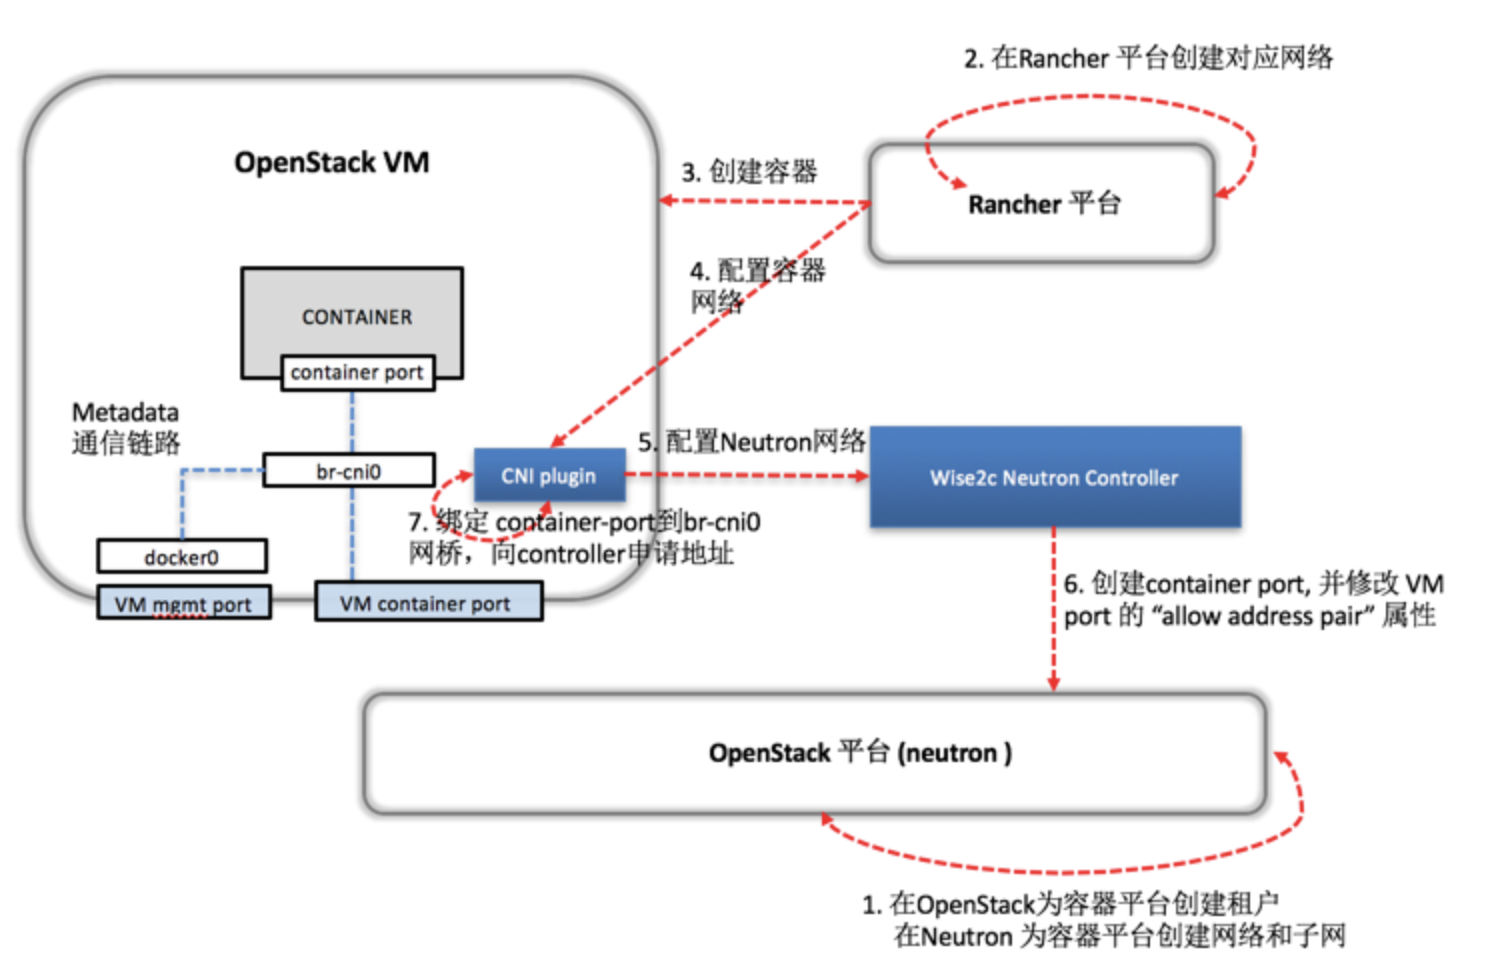 2. 在Rancher 平台创建对应网络
OpenStack VM
3. 创建容器
Rancher 平台
4. 配置容器
网络
CONTAINER
container port
Metadata
通信链路
5. 配置Neutron网络
br-cni0
CNI plugin
Wise2c Neutron Controller
7. 绑定 container-port到br-cni0
网桥，向controller申请地址
docker0
VM mgmt port
VM container port
6. 创建container port, 并修改 VM
port 的 “allow address pair” 属性
OpenStack 平台 (neutron )
1. 在OpenStack为容器平台创建租户
在Neutron 为容器平台创建网络和子网